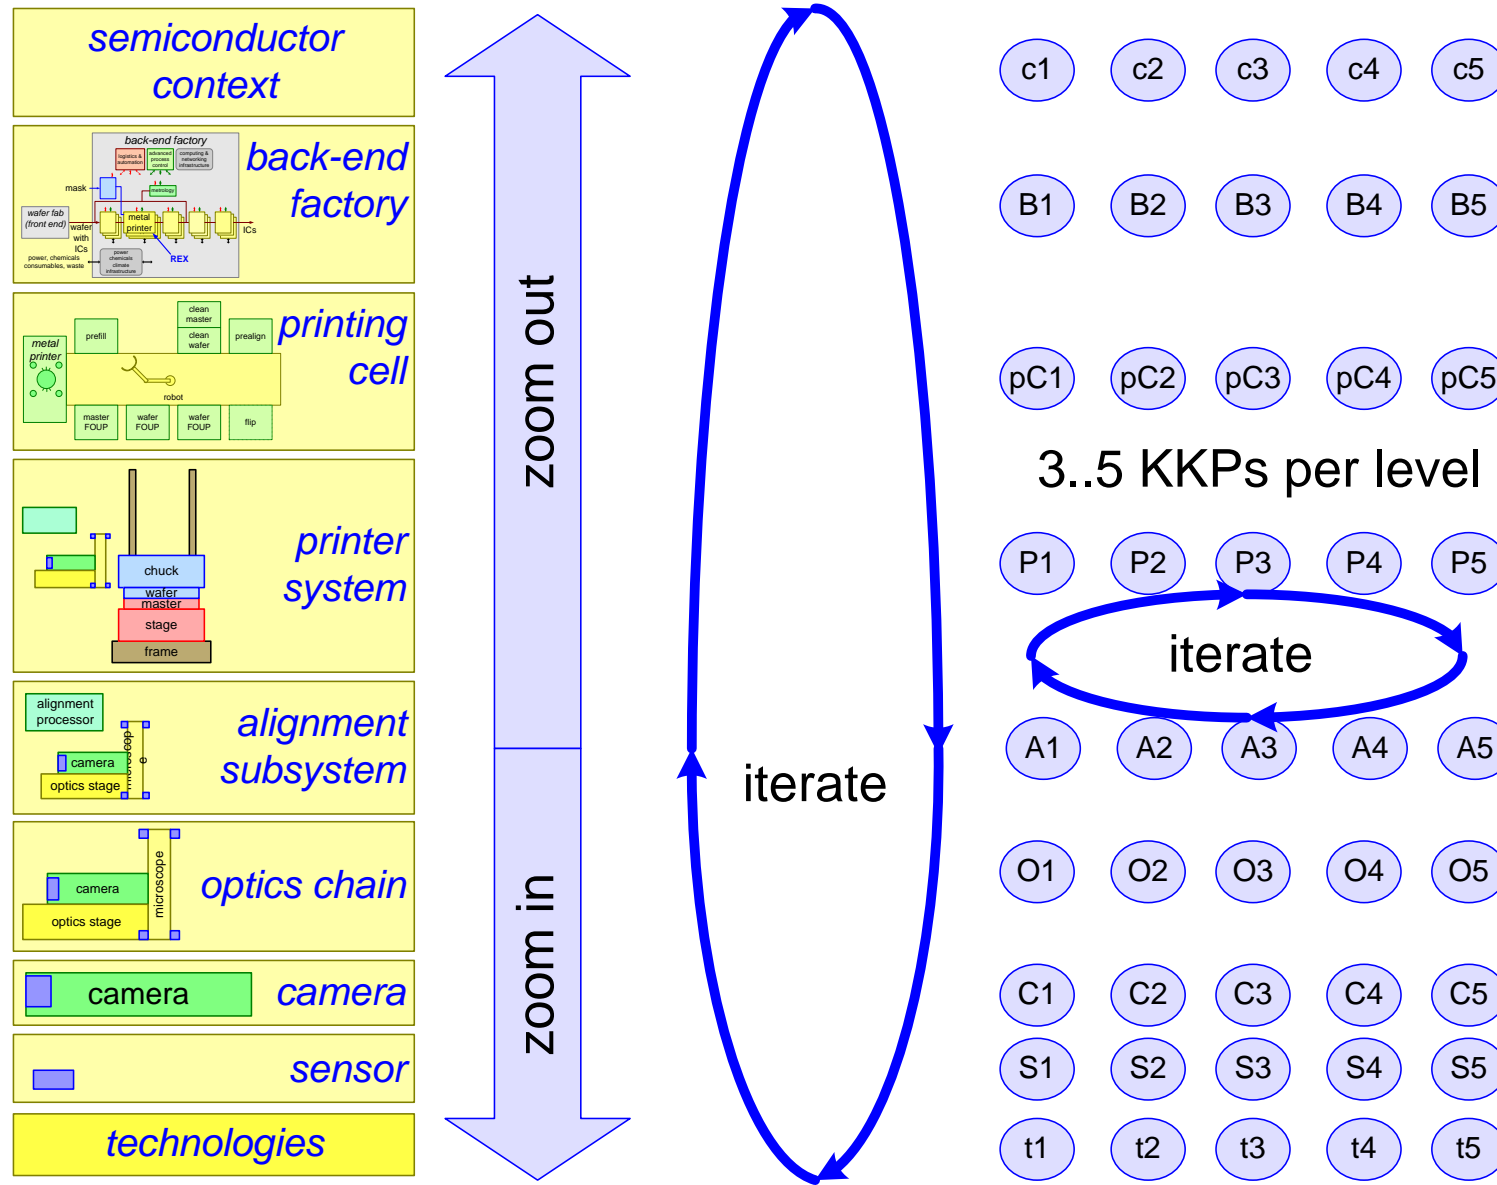 semiconductor
context
back-end factory
logistics &
automation
advanced
process
control
computing &
networking
infrastructure
mask
metrology
wafer fab
(front end)
wafer
with
ICs
metal
printer
ICs
power, chemicals
consumables, waste
power
chemicals
climate
infrastructure
REX
back-end
factory
metal
printer
prefill
clean
master
clean
wafer
prealign
robot
master
FOUP
wafer
FOUP
wafer
FOUP
flip
printing
cell
chuck
wafer
master
stage
frame
printer
system
alignment
processor
camera
optics stage
microscop
e
alignment
subsystem
camera
optics stage
microscope
optics chain
camera
camera
sensor
technologies
zoom out
zoom in
iterate
c1 c2 c3 c4 c5
B1 B2 B3 B4 B5
pC1 pC2 pC3 pC4 pC5
3..5 KKPs per level
P1 P2 P3 P4 P5
iterate
A1 A2 A3 A4 A5
O1 O2 O3 O4 O5
C1 C2 C3 C4 C5
S1 S2 S3 S4 S5
t1 t2 t3 t4 t5